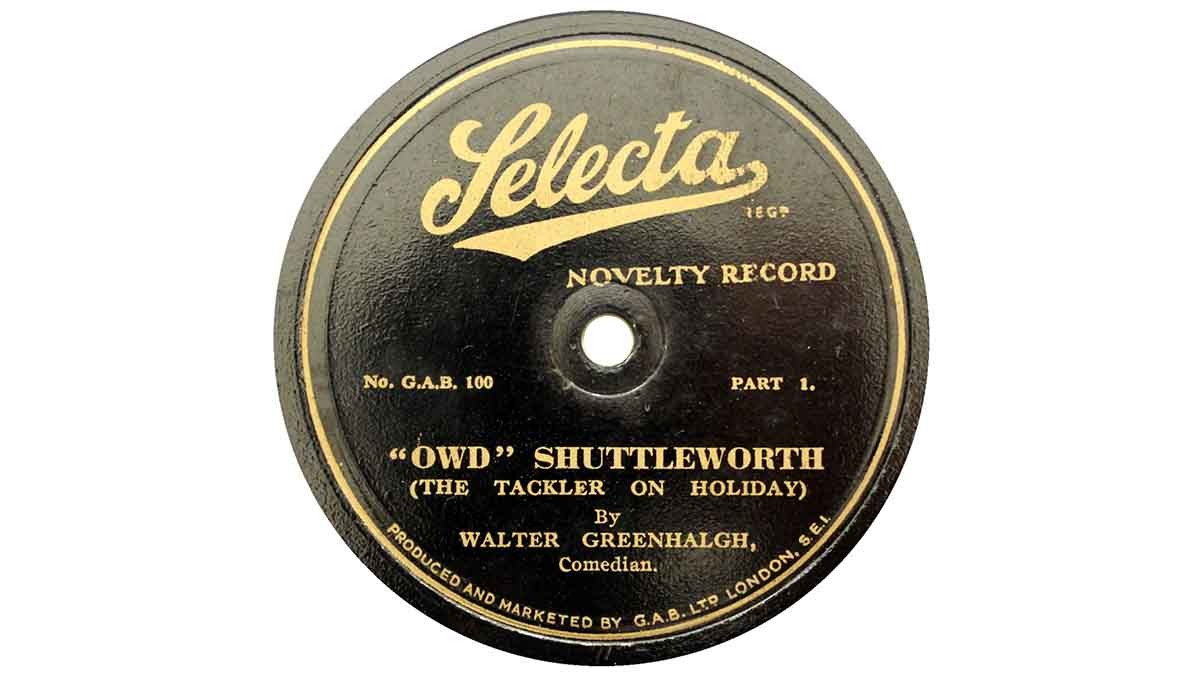 Selecta
NOVELTY RECORD
No. G.A.B. 100
PART 1.
“OWD” SHUTTLEWORTH
(THE TACKLER ON HOLIDAY)
By
WALTER GREENHALGH,
Comedian.
PRODUCED AND MARKETED BY G.A.B. LTD LONDON, S.E.1.